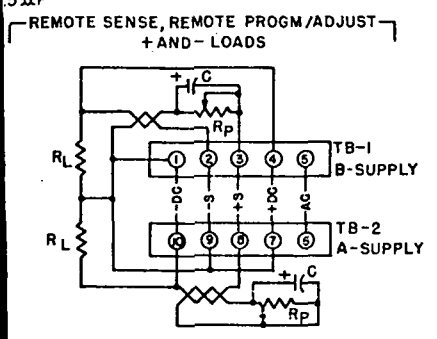 .5μF
REMOTE SENSE, REMOTE PROGM/ADJUST
+AND- LOADS
+ C
RP
TB-1
RL
1 2 3 4 5
B-SUPPLY
-DC -S +S +DC AC
RL
TB-2
10 9 8 7 6
A-SUPPLY
+ C
RP